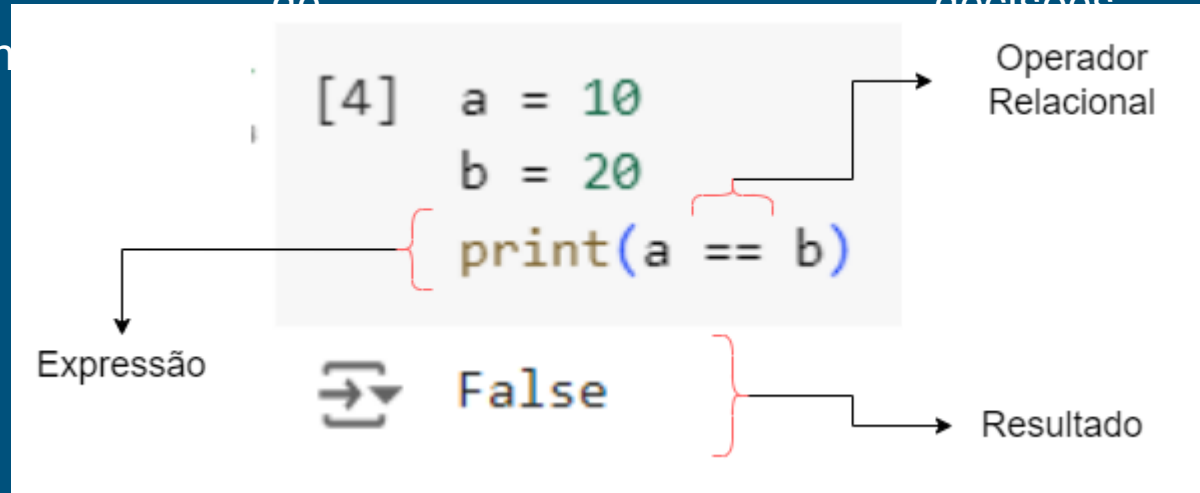 Operador
Relacional
[4] a = 10
b = 20
print(a == b)
Expressão
False
Resultado